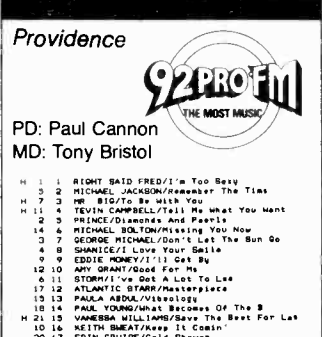 Providence
92 PRO FM
THE MOST MUSIC
PD: Paul Cannon
MD: Tony Bristol
H 1 1 RIGHT SAID FRED/I'm Too Sexy
5 2 MICHAEL JACKSON/Remember The Time
H 7 3 MR BIG/To Be With You
H 11 4 TEVIN CAMPBELL/Tell Me What You Want
2 5 PRINCE/Diamonds And Pearls
14 6 MICHAEL BOLTON/Missing You Now
3 7 GEORGE MICHAEL/Don't Let The Sun Go
4 8 SHANICE/I Love Your Smile
9 9 EDDIE MONEY/I'll Get By
12 10 AMY GRANT/Good For Me
6 11 STORM/I've Got A Lot To Lea
17 12 ATLANTIC STARR/Masterpiece
15 13 PAULA ABDUL/Vibeology
18 14 PAUL YOUNG/What Becomes Of The B
H 21 15 VANESSA WILLIAMS/Save The Best For Las
10 16 KEITH SWEAT/Keep It Comin'